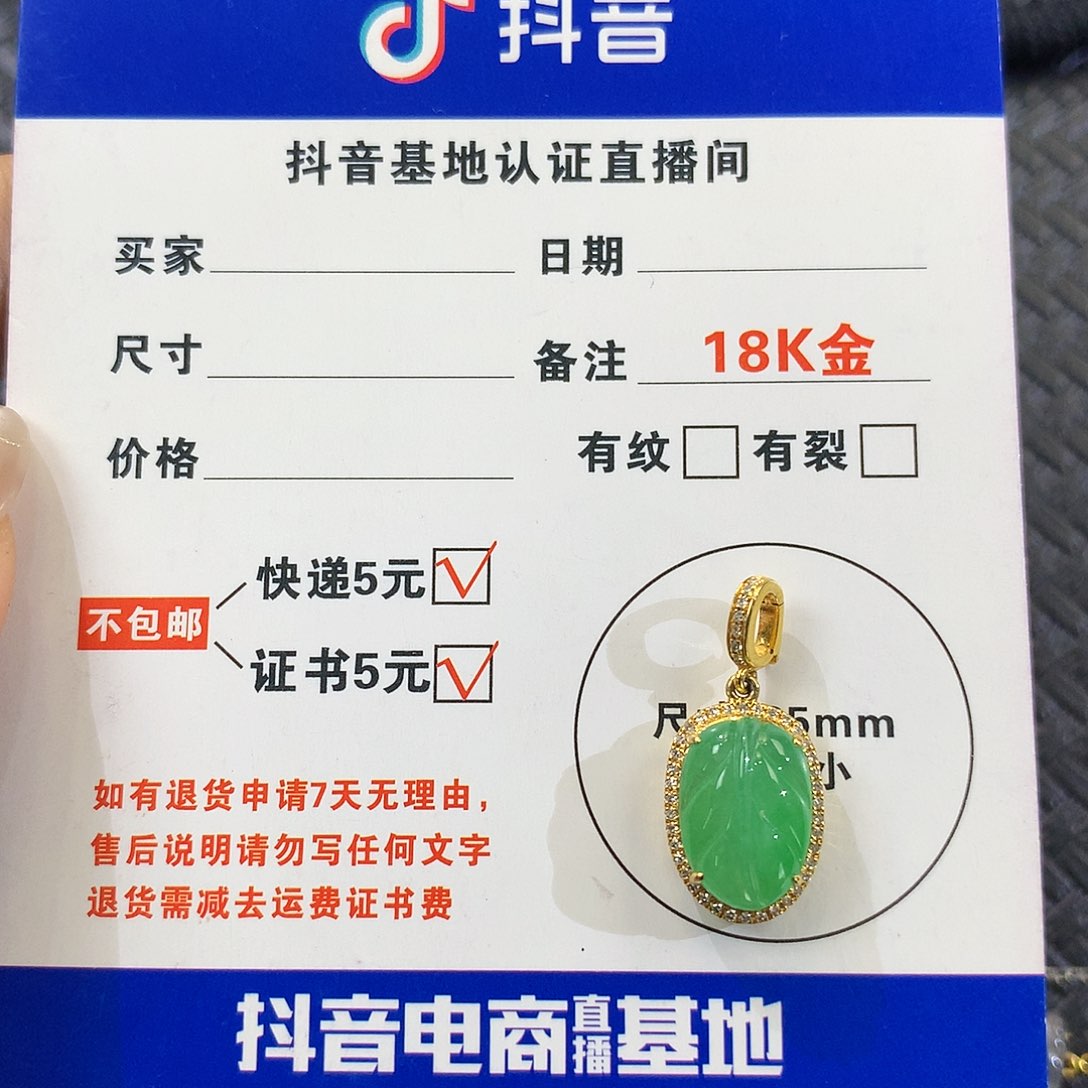 抖音
抖音基地认证直播间
买家 日期
尺寸 备注 18K金
价格 有纹 有裂
不包邮
快递5元
证书5元
尺 5mm
小
如有退货申请7天无理由，
售后说明请勿写任何文字
退货需减去运费证书费
抖音电商直播基地